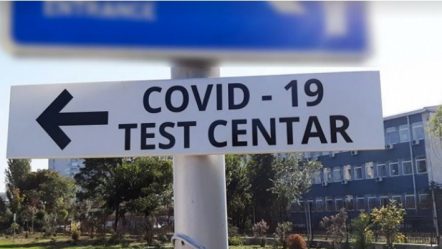 ENTRANCE
COVID - 19
TEST CENTAR